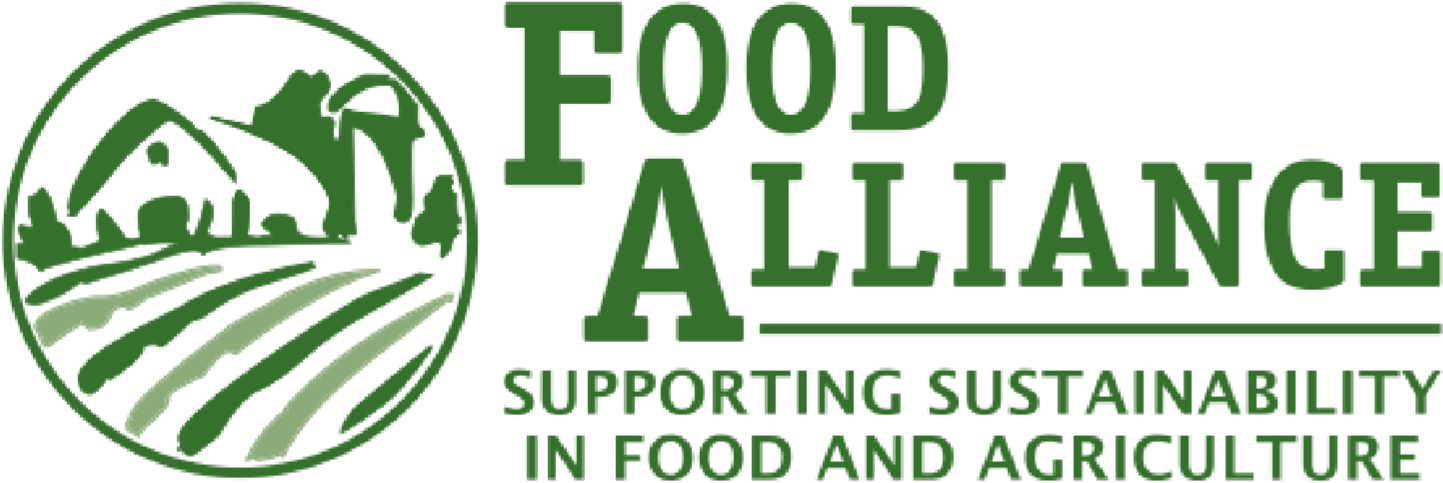 FOOD
ALLIANCE
SUPPORTING SUSTAINABILITY
IN FOOD AND AGRICULTURE